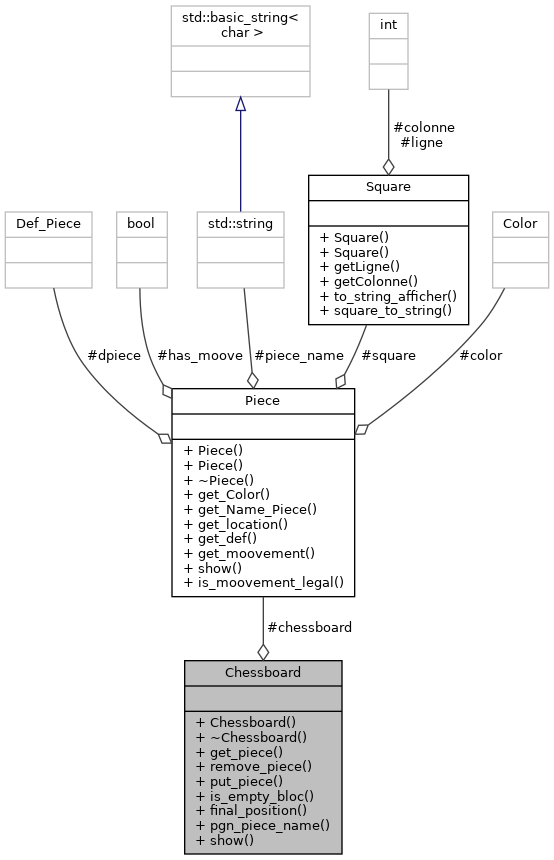 std::basic_string<
char >
int
#colonne
#ligne
Square
+ Square()
+ Square()
+ getLigne()
+ getColonne()
+ to_string_afficher()
+ square_to_string()
Def_Piece
bool
std::string
Color
#dpiece
#has_moove
#piece_name
#square
#color
Piece
+ Piece()
+ Piece()
+ ~Piece()
+ get_Color()
+ get_Name_Piece()
+ get_location()
+ get_def()
+ get_moovement()
+ show()
+ is_moovement_legal()
#chessboard
Chessboard
+ Chessboard()
+ ~Chessboard()
+ get_piece()
+ remove_piece()
+ put_piece()
+ is_empty_bloc()
+ final_position()
+ pgn_piece_name()
+ show()